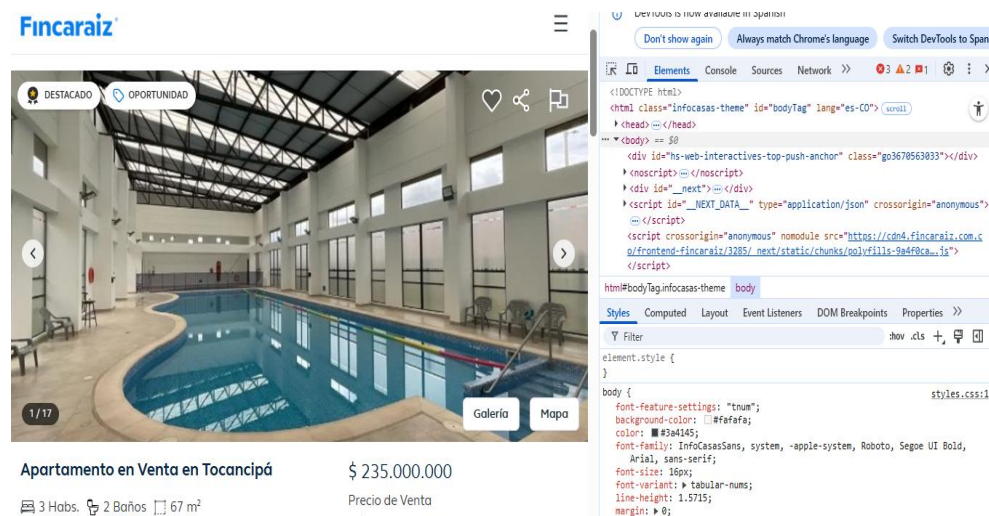 Fincaraiz
DESTACADO
OPORTUNIDAD
1/17
Galería
Mapa
Apartamento en Venta en Tocancipá
$ 235.000.000
3 Habs. 2 Baños 67 m²
Precio de Venta
DevTools is now available in Spanish
Don't show again
Always match Chrome's language
Switch DevTools to Span
Elements Console Sources Network >> 3 2 1
<!DOCTYPE html>
<html class="infocasas-theme" id="bodyTag" lang="es-CO"> scroll
<head> … </head>
... <body> == $0
<div id="hs-web-interactives-top-push-anchor" class="go3670563033"></div>
<noscript> … </noscript>
<div id="__next"> … </div>
<script id="__NEXT_DATA__" type="application/json" crossorigin="anonymous">
… </script>
<script crossorigin="anonymous" nomodule src="https://cdn4.fincaraiz.com.c
o/frontend-fincaraiz/3285/_next/static/chunks/polyfills-9a4f0ca….js">
</script>
html#bodyTag.infocasas-theme body
Styles Computed Layout Event Listeners DOM Breakpoints Properties >>
Filter :hov .cls +
element.style {
}
body { styles.css:1
font-feature-settings: "tnum";
background-color: #fafafa;
color: #3a4145;
font-family: InfoCasasSans, system, -apple-system, Roboto, Segoe UI Bold,
Arial, sans-serif;
font-size: 16px;
font-variant: tabular-nums;
line-height: 1.5715;
margin: 0;